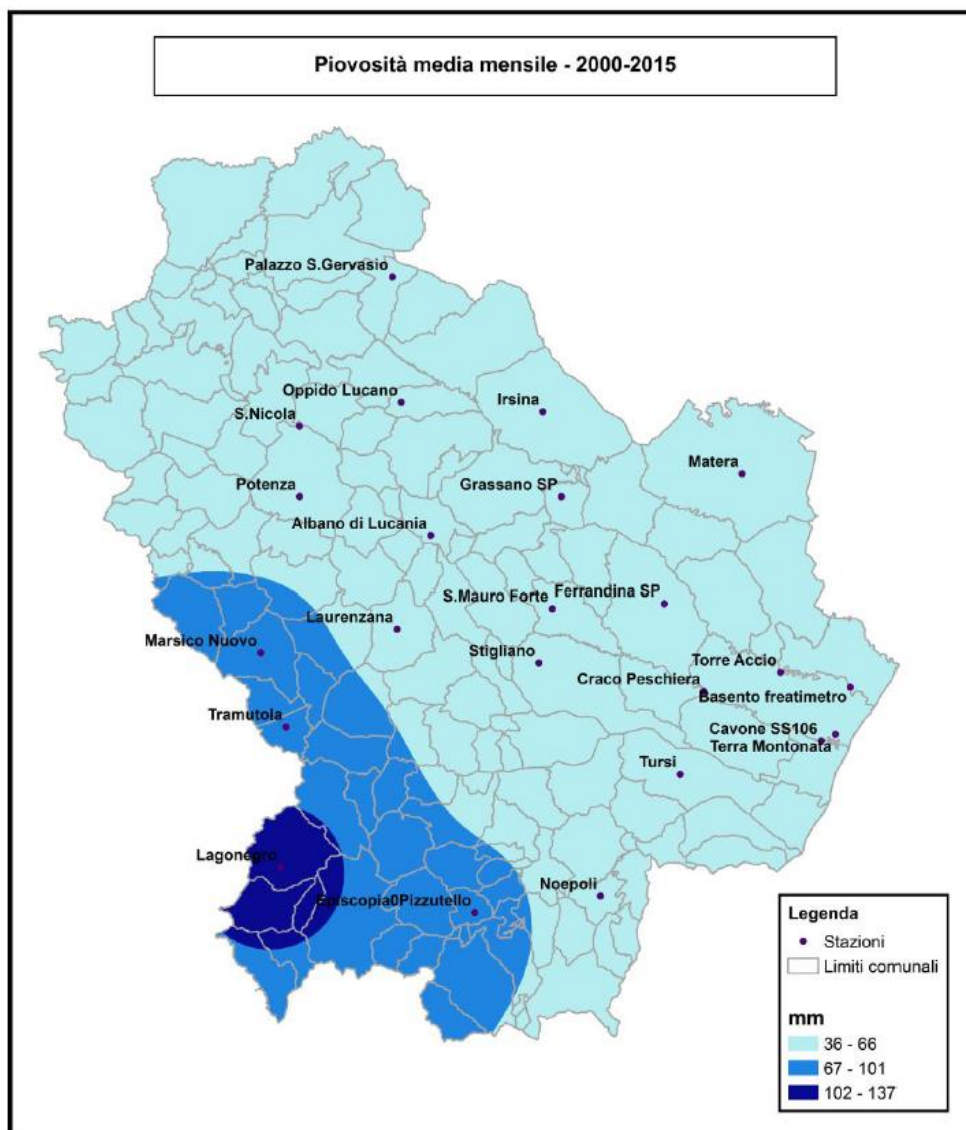 Piovosità media mensile - 2000-2015
Palazzo S.Gervasio
Oppido Lucano
Irsina
S.Nicola
Matera
Potenza
Grassano SP
Albano di Lucania
S.Mauro Forte
Ferrandina SP
Laurenzana
Marsico Nuovo
Stigliano
Torre Accio
Craco Peschiera
Basento freatimetro
Tramutola
Cavone SS106
Terra Montonata
Tursi
Lagonegro
Noepoli
Episcopia0Pizzutello
Legenda
Stazioni
Limiti comunali
mm
36 - 66
67 - 101
102 - 137